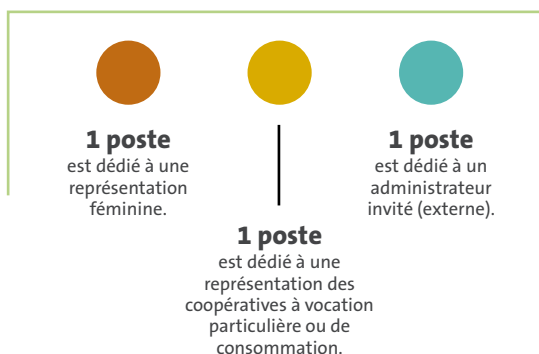 1 poste
est dédié à une
représentation
féminine.
1 poste
est dédié à une
représentation des
coopératives à vocation
particulière ou de
consommation.
1 poste
est dédié à un
administrateur
invité (externe).